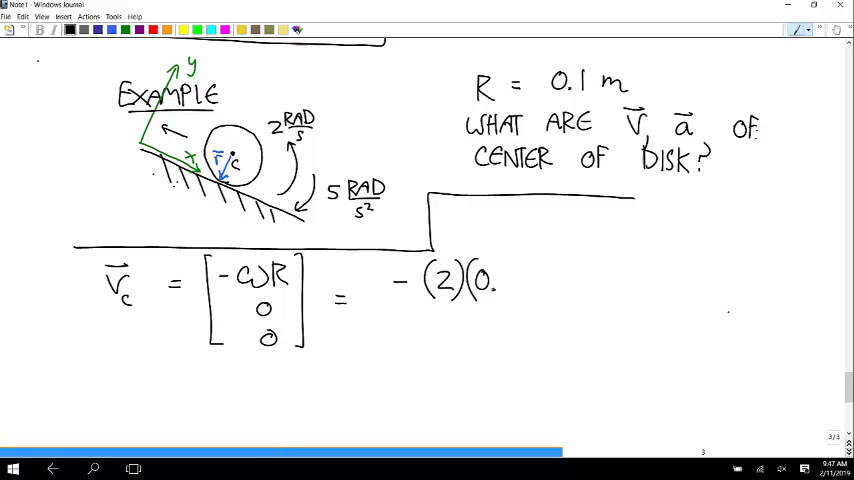 Note1 - Windows Journal
File Edit View Insert Actions Tools Help
B I
EXAMPLE
y
x
r⃗
C
2 RAD/S
5 RAD/S²
R = 0.1 m
WHAT ARE V⃗, a⃗ OF
CENTER OF DISK?
V⃗c = [-ωR 0 0] = - (2)(0.
3/3
3
9:47 AM
2/11/2019